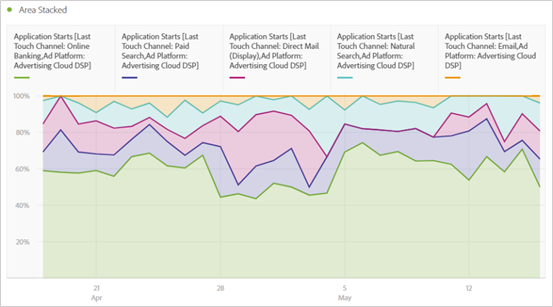 Area Stacked
Application Starts [Last
Touch Channel: Online
Banking,Ad Platform:
Advertising Cloud DSP]
Application Starts [Last
Touch Channel: Paid
Search,Ad Platform:
Advertising Cloud DSP]
Application Starts [Last
Touch Channel: Direct Mail
(Display),Ad Platform:
Advertising Cloud DSP]
Application Starts [Last
Touch Channel: Natural
Search,Ad Platform:
Advertising Cloud DSP]
Application Starts [Last
Touch Channel: Email,Ad
Platform: Advertising Cloud
DSP]
100%
80%
60%
40%
20%
21
Apr
28
5
May
12